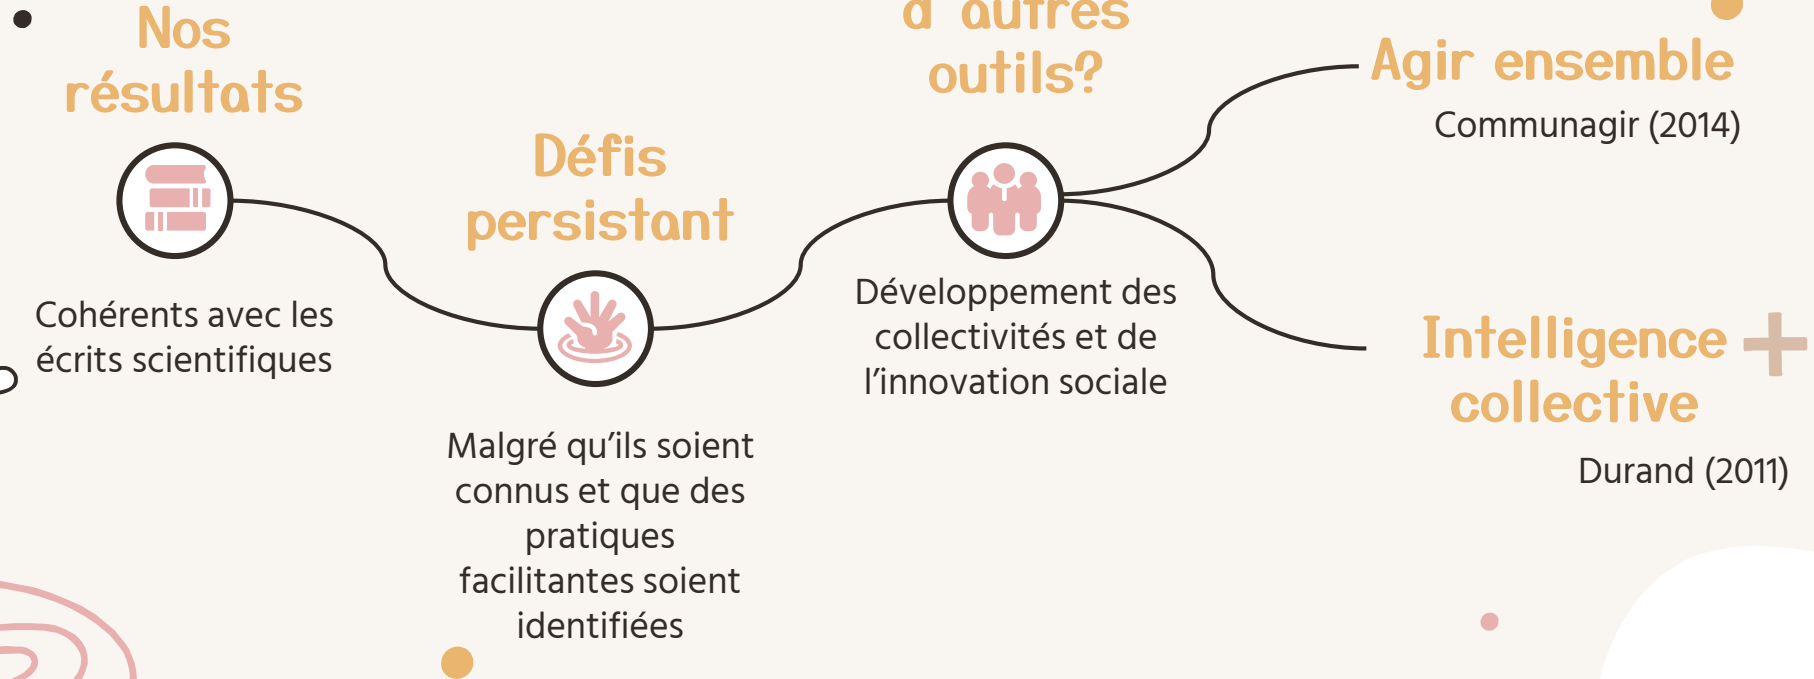 Nos
résultats
Cohérents avec les
écrits scientifiques
Défis
persistant
Malgré qu'ils soient
connus et que des
pratiques
facilitantes soient
identifiées
d'autres
outils?
Développement des
collectivités et de
l'innovation sociale
Agir ensemble
Communagir (2014)
Intelligence
collective
Durand (2011)